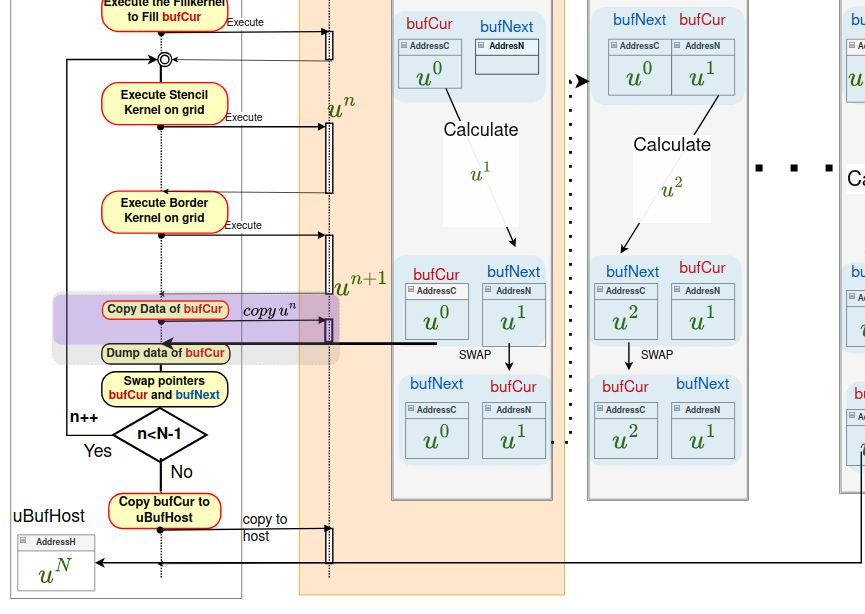 Execute the Fillkernel
to Fill bufCur
Execute
Execute Stencil
Kernel on grid
Execute
u^n
Execute Border
Kernel on grid
Execute
u^{n+1}
Copy Data of bufCur
copy u^n
Dump data of bufCur
Swap pointers
bufCur and bufNext
n++
n<N-1
Yes
No
Copy bufCur to
uBufHost
copy to
host
uBufHost
AddressH
u^N
bufCur
bufNext
AddressC
AddresN
u^0
Calculate
u^1
bufCur
bufNext
AddressC
AddresN
u^0
u^1
SWAP
bufNext
bufCur
AddressC
AddresN
u^0
u^1
bufNext
bufCur
AddressC
AddresN
u^0
u^1
Calculate
u^2
bufNext
bufCur
AddressC
AddresN
u^2
u^1
SWAP
bufCur
bufNext
AddressC
AddresN
u^2
u^1